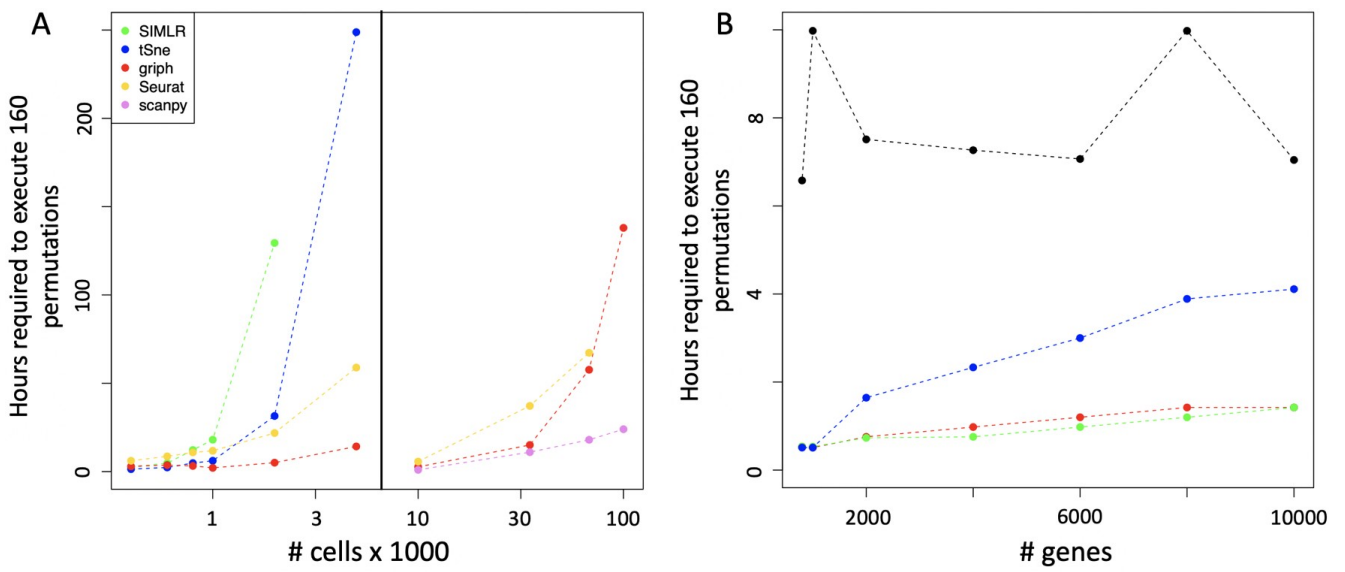 A
SIMLR
tSne
griph
Seurat
scanpy
Hours required to execute 160
permutations
0
100
200
1
3
10
30
100
# cells x 1000
B
Hours required to execute 160
permutations
0
4
8
2000
6000
10000
# genes